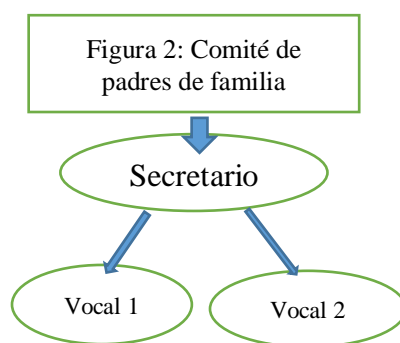 Figura 2: Comité de
padres de familia
Secretario
Vocal 1
Vocal 2